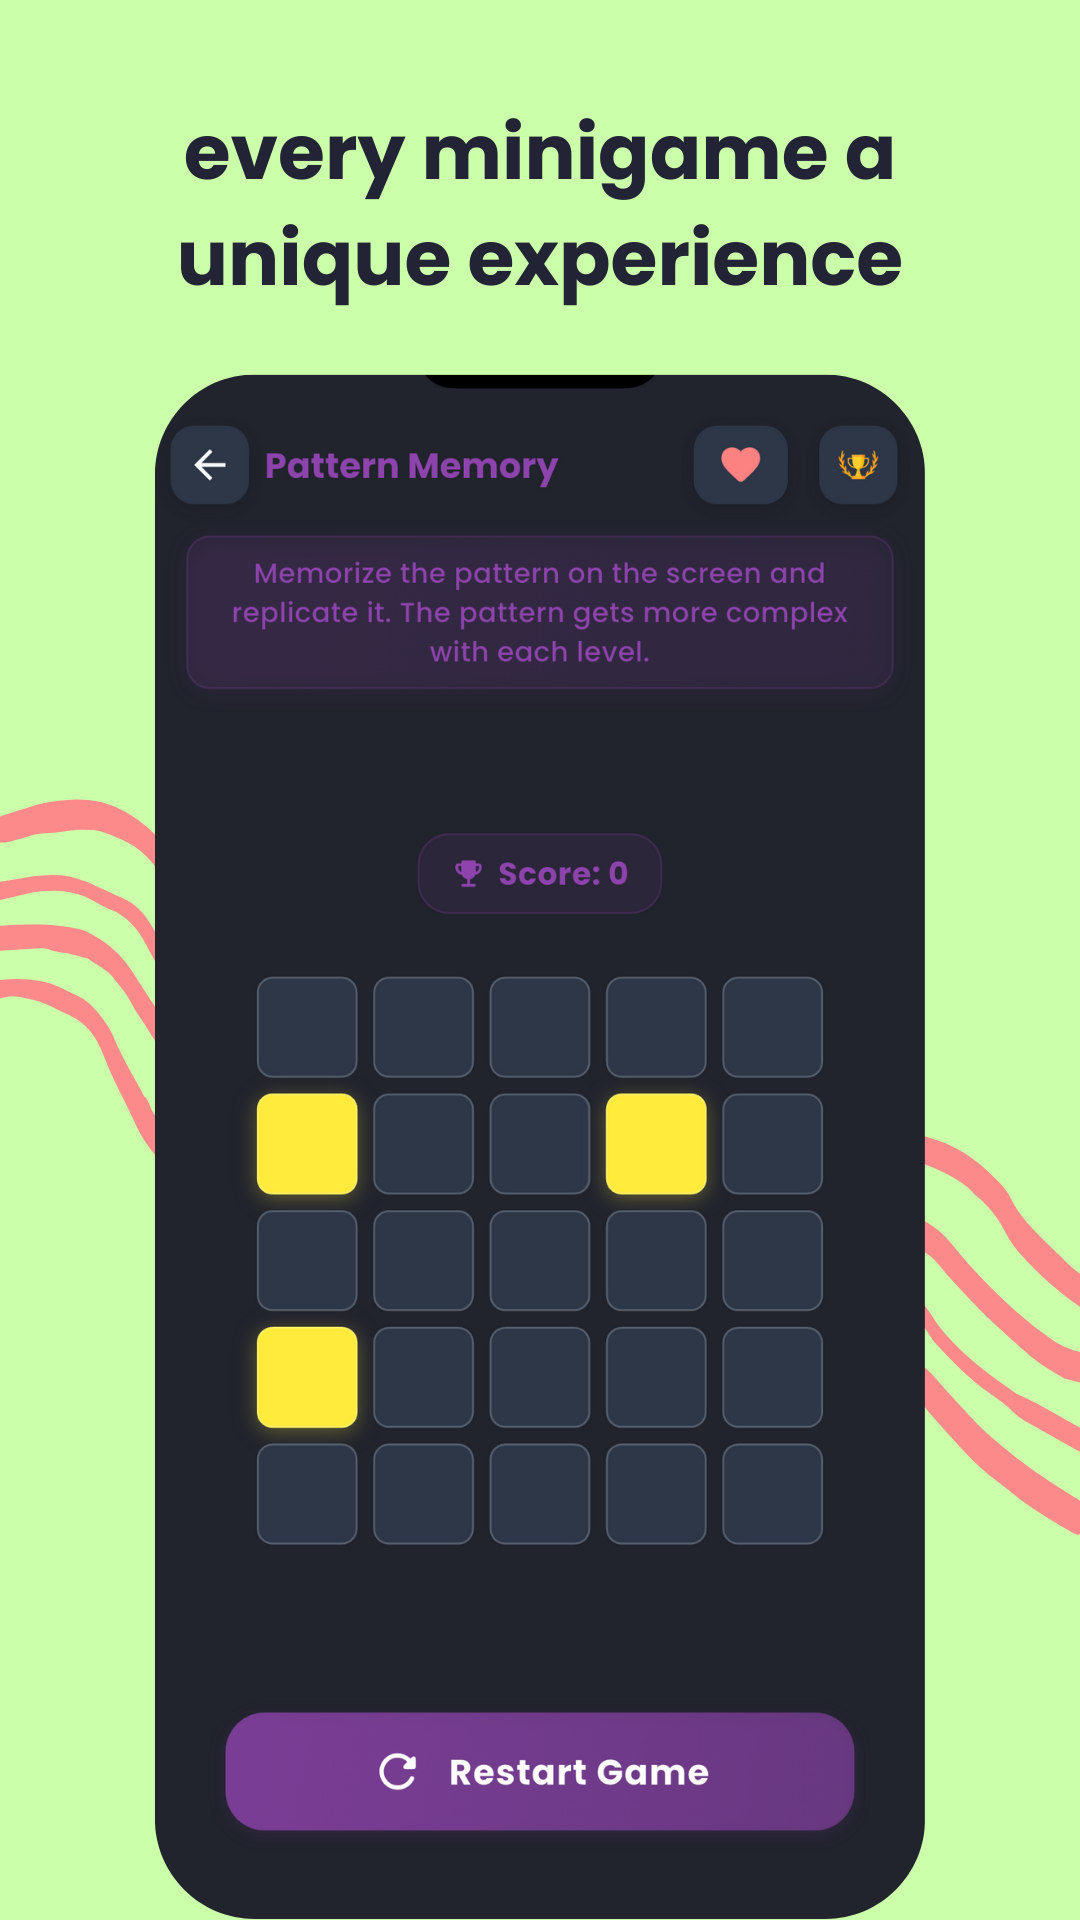 every minigame a
unique experience
Pattern Memory
Memorize the pattern on the screen and
replicate it. The pattern gets more complex
with each level.
Score: 0
Restart Game